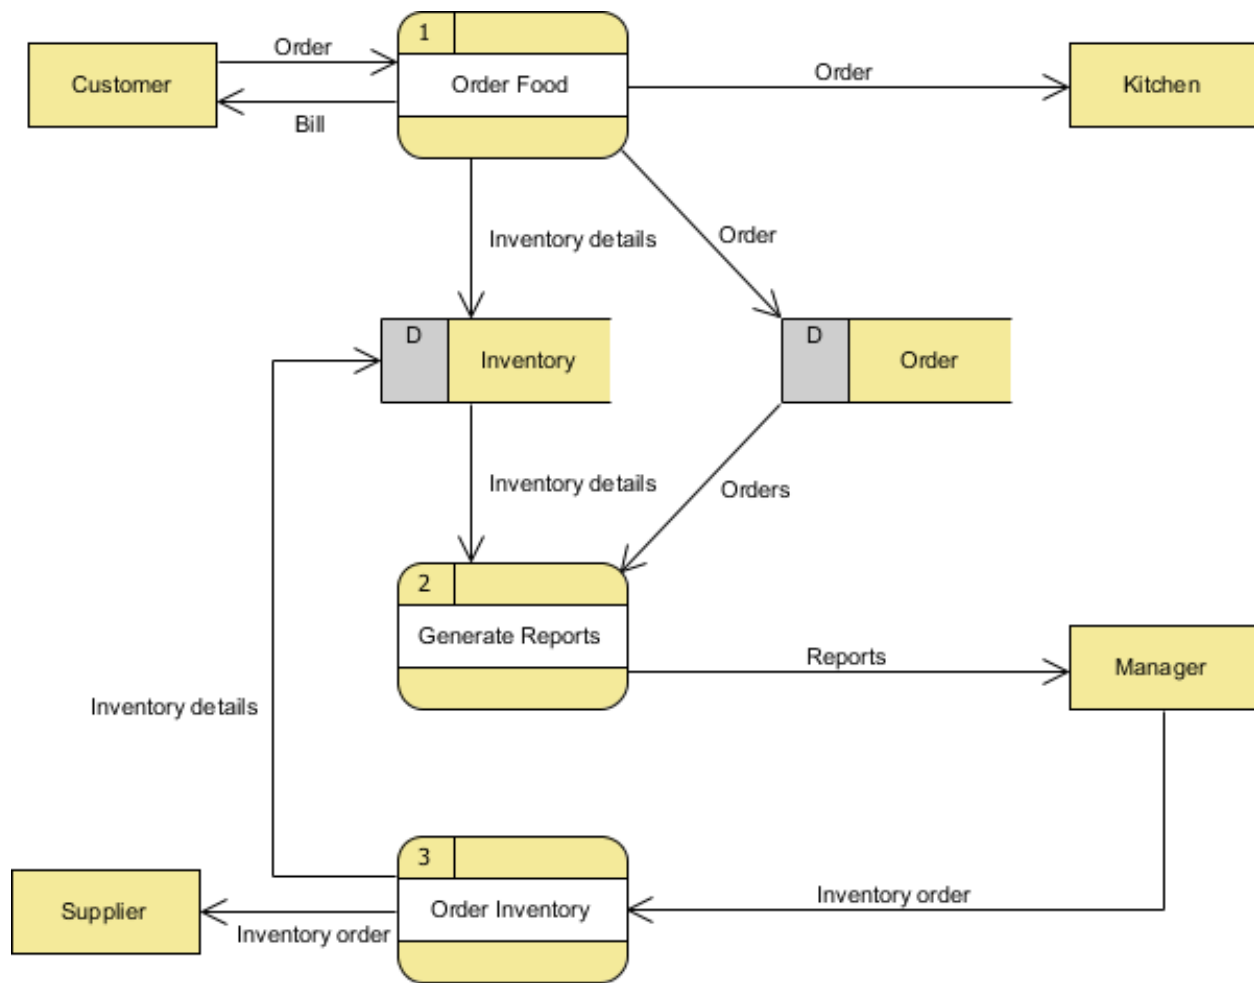 1
Order
Customer
Order Food
Order
Kitchen
Bill
Inventory details
Order
D
Inventory
D
Order
Inventory details
Orders
2
Generate Reports
Reports
Manager
Inventory details
3
Supplier
Order Inventory
Inventory order
Inventory order